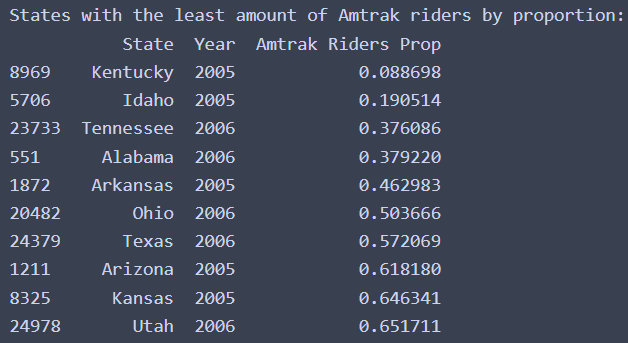 States with the least amount of Amtrak riders by proportion:
State Year Amtrak Riders Prop
8969 Kentucky 2005 0.088698
5706 Idaho 2005 0.190514
23733 Tennessee 2006 0.376086
551 Alabama 2006 0.379220
1872 Arkansas 2005 0.462983
20482 Ohio 2006 0.503666
24379 Texas 2006 0.572069
1211 Arizona 2005 0.618180
8325 Kansas 2005 0.646341
24978 Utah 2006 0.651711